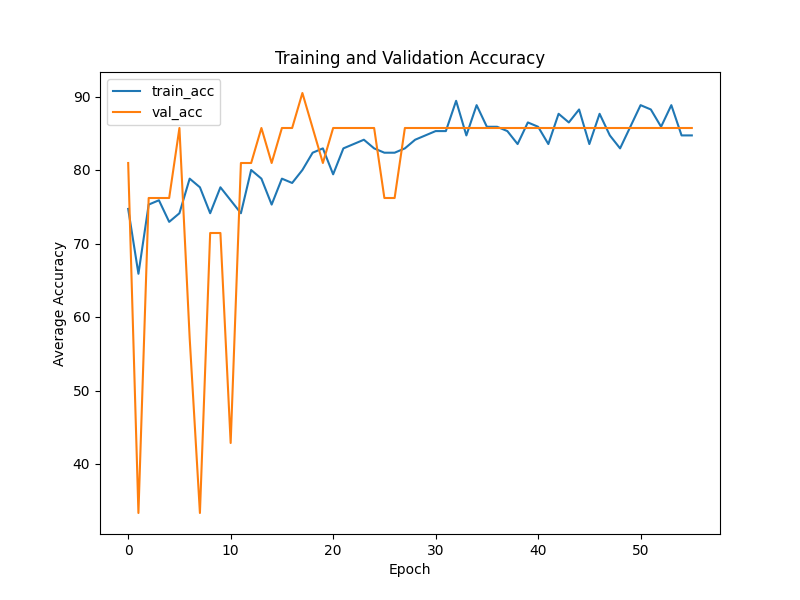 Training and Validation Accuracy
train_acc
val_acc
90
80
70
60
50
40
Average Accuracy
0 10 20 30 40 50
Epoch